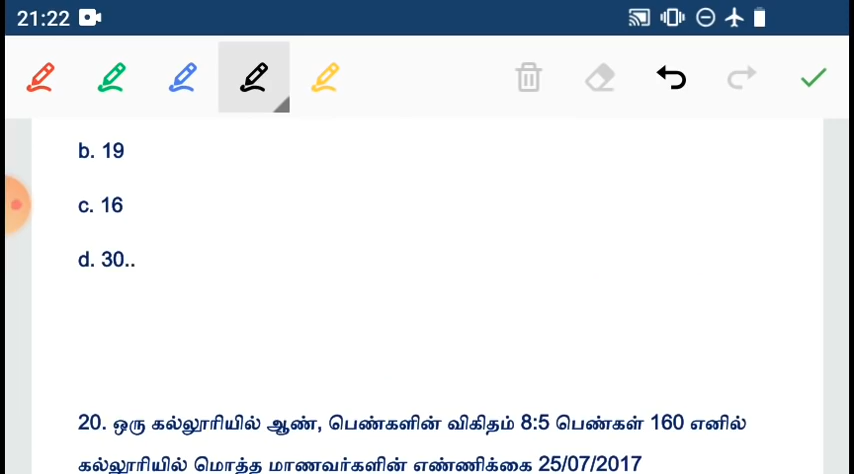 21:22
b. 19
c. 16
d. 30..
20. ஒரு கல்லூரியில் ஆண், பெண்களின் விகிதம் 8:5 பெண்கள் 160 எனில்
கல்லூரியில் மொத்த மாணவர்களின் எண்ணிக்கை 25/07/2017